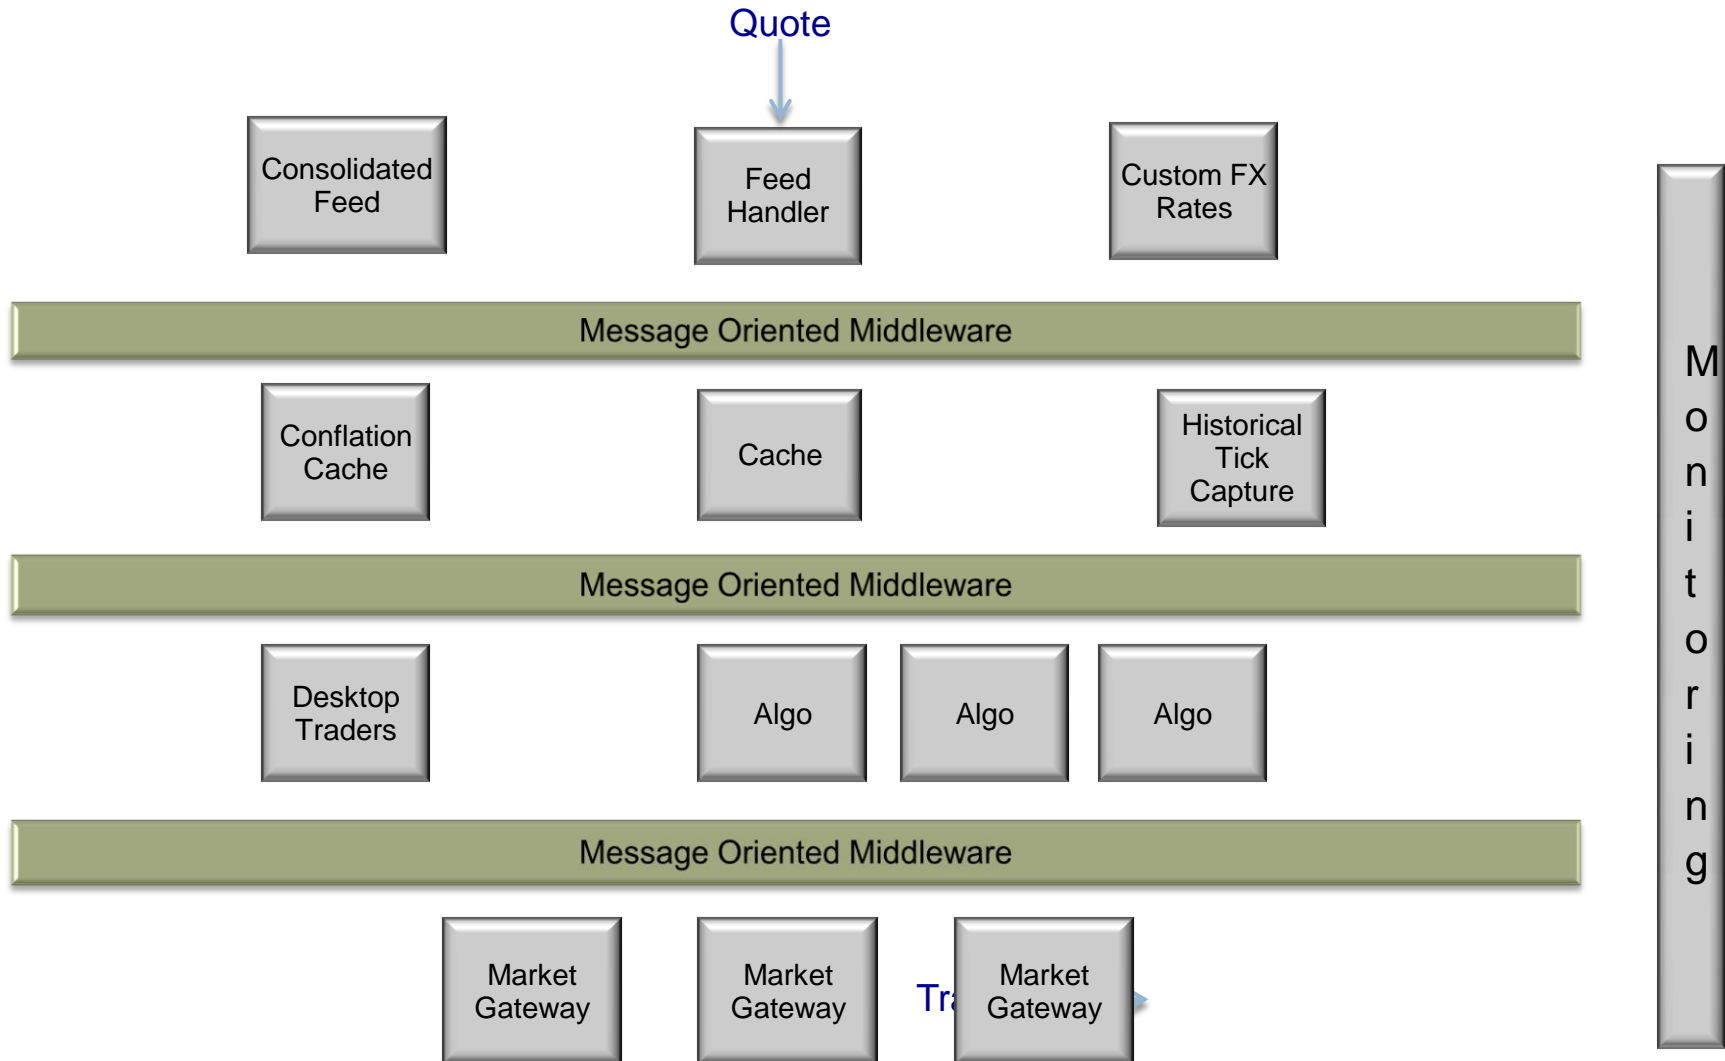 Quote
Consolidated
Feed
Feed
Handler
Custom FX
Rates
Message Oriented Middleware
Conflation
Cache
Cache
Historical
Tick
Capture
Message Oriented Middleware
Desktop
Traders
Algo
Algo
Algo
Message Oriented Middleware
Market
Gateway
Market
Gateway
Market
Gateway
Monitoring